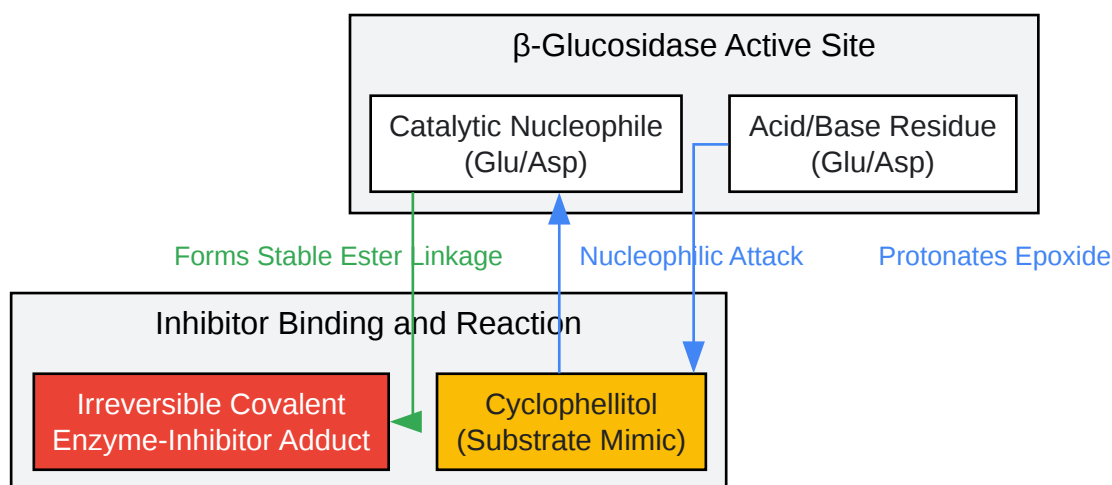 β-Glucosidase Active Site
Catalytic Nucleophile
(Glu/Asp)
Acid/Base Residue
(Glu/Asp)
Forms Stable Ester Linkage
Nucleophilic Attack
Protonates Epoxide
Inhibitor Binding and Reaction
Irreversible Covalent
Enzyme-Inhibitor Adduct
Cyclophellitol
(Substrate Mimic)